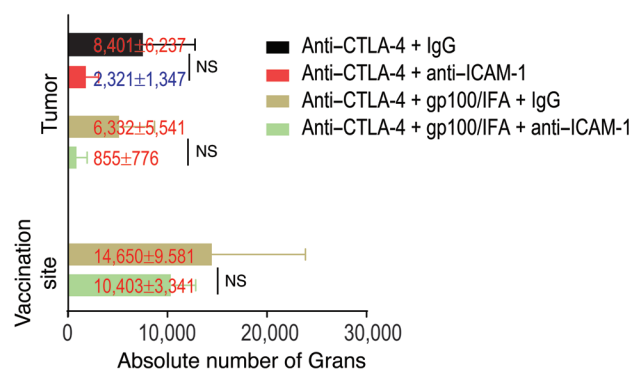 8,401±6,237
NS
2,321±1,347
6,332±5,541
NS
855±776
Tumor
Anti–CTLA-4 + IgG
Anti–CTLA-4 + anti–ICAM-1
Anti–CTLA-4 + gp100/IFA + IgG
Anti–CTLA-4 + gp100/IFA + anti–ICAM-1
Vaccination
site
14,650±9.581
NS
10,403±3,341
0
10,000
20,000
30,000
Absolute number of Grans